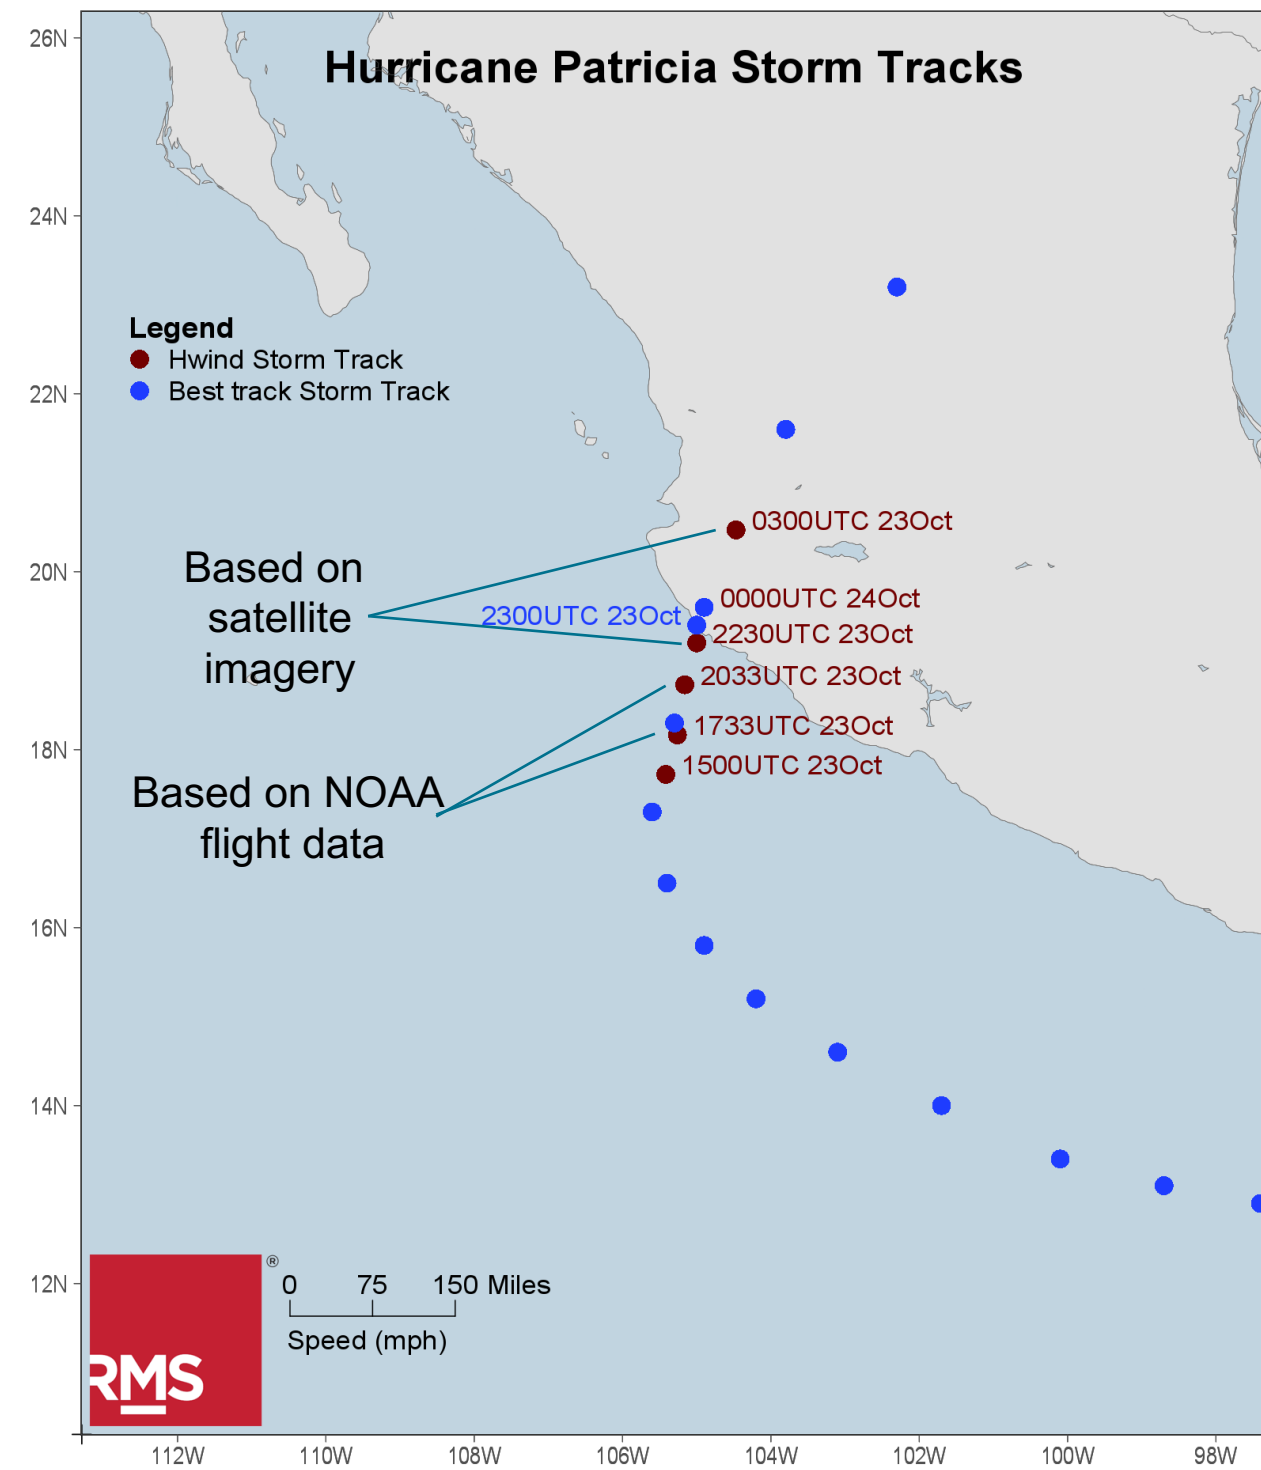 Hurricane Patricia Storm Tracks
26N
24N
22N
20N
18N
16N
14N
12N
Legend
Hwind Storm Track
Best track Storm Track
0300UTC 23Oct
0000UTC 24Oct
2300UTC 23Oct
2230UTC 23Oct
2033UTC 23Oct
1733UTC 23Oct
1500UTC 23Oct
Based on
satellite
imagery
Based on NOAA
flight data
RMS
®
0 75 150 Miles
Speed (mph)
112W 110W 108W 106W 104W 102W 100W 98W